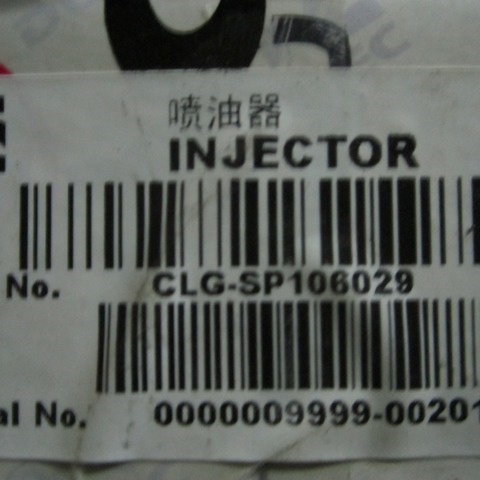 喷油器
INJECTOR
No. CLG-SP106029
al No. 0000009999-00201